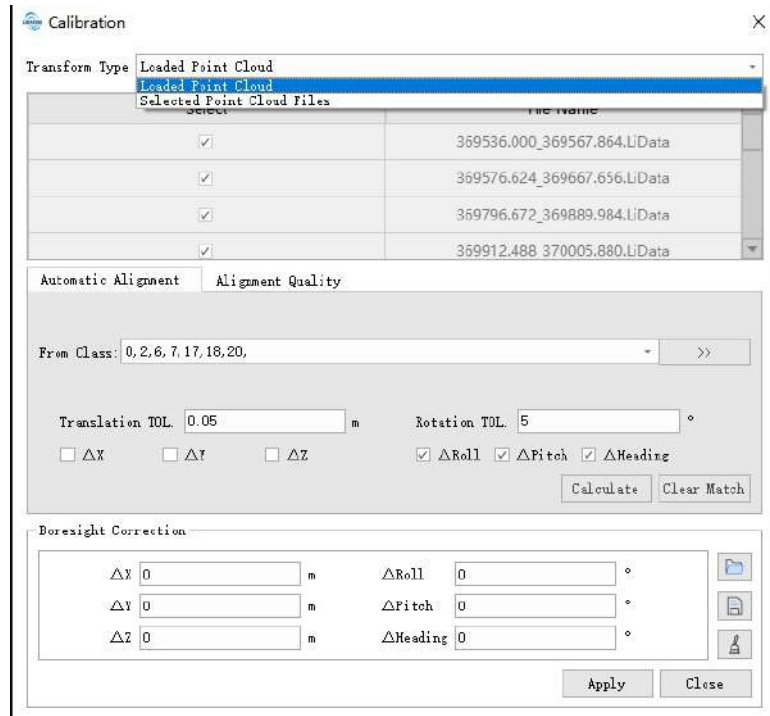 Calibration
Transform Type Loaded Point Cloud
Loaded Point Cloud
Selected Point Cloud Files
Select File Name
369536.000_369567.864.LiData
369576.624_369667.656.LiData
369796.672_369889.984.LiData
369912.488 370005.880.LiData
Automatic Alignment Alignment Quality
From Class: 0, 2,6, 7, 17, 18, 20, >>
Translation TOL. 0.05 m Rotation TOL. 5 °
△X △Y △Z △Roll △Pitch △Heading
Calculate Clear Match
Boresight Correction
△X 0 m △Roll 0 °
△Y 0 m △Pitch 0 °
△Z 0 m △Heading 0 °
Apply Close